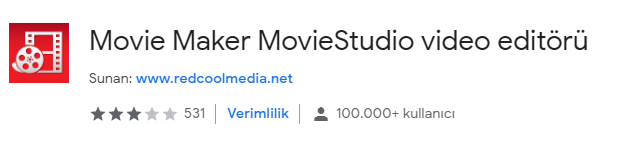 Movie Maker MovieStudio video editörü
Sunan: www.redcoolmedia.net
531 Verimlilik 100.000+ kullanıcı